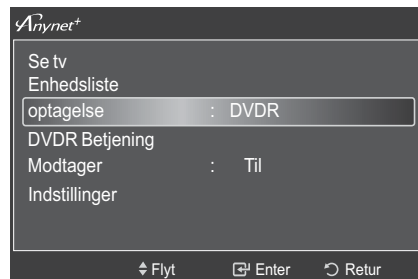 Anynet+
Se tv
Enhedsliste
optagelse : DVDR
DVDR Betjening
Modtager : Til
Indstillinger
Flyt Enter Retur